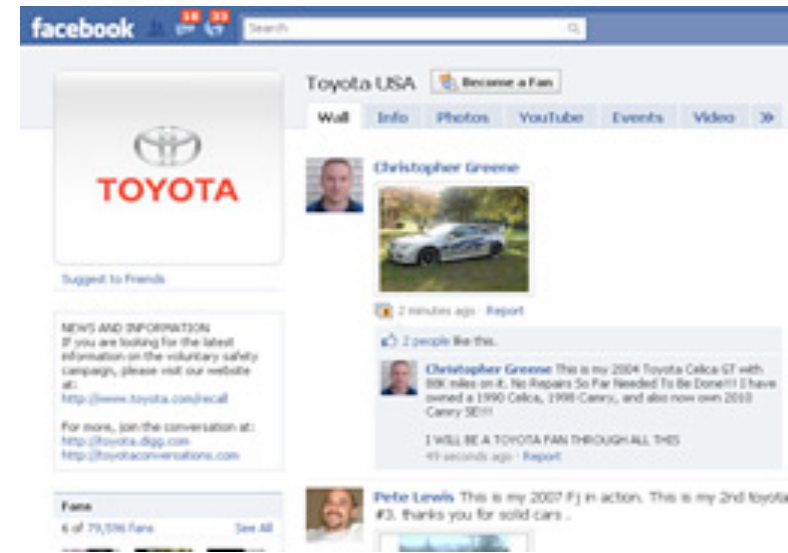 facebook
18
33
Search
Toyota USA
Become a Fan
Wall Info Photos YouTube Events Video
TOYOTA
Suggest to Friends
NEWS AND INFORMATION
If you are looking for the latest
information on the voluntary safety
campaign, please visit our website
at:
http://www.toyota.com/recall
For more, join the conversation at:
http://toyota.digg.com
http://toyotaconversations.com
Fans
6 of 79,596 fans See All
Christopher Greene
2 minutes ago · Report
2 people like this.
Christopher Greene This is my 2004 Toyota Celica GT with
88K miles on it. No Repairs So Far Needed To Be Done!!! I have
owned a 1990 Celica, 1998 Camry, and also now own 2010
Camry SE!!!
I WILL BE A TOYOTA FAN THROUGH ALL THIS
49 seconds ago · Report
Pete Lewis This is my 2007 Fj in action. This is my 2nd toyota
#3. thanks you for solid cars .